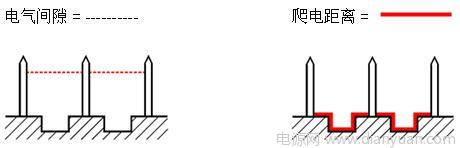 电气间隙 = ----------
爬电距离 =
电源网 www.dianyuan.com